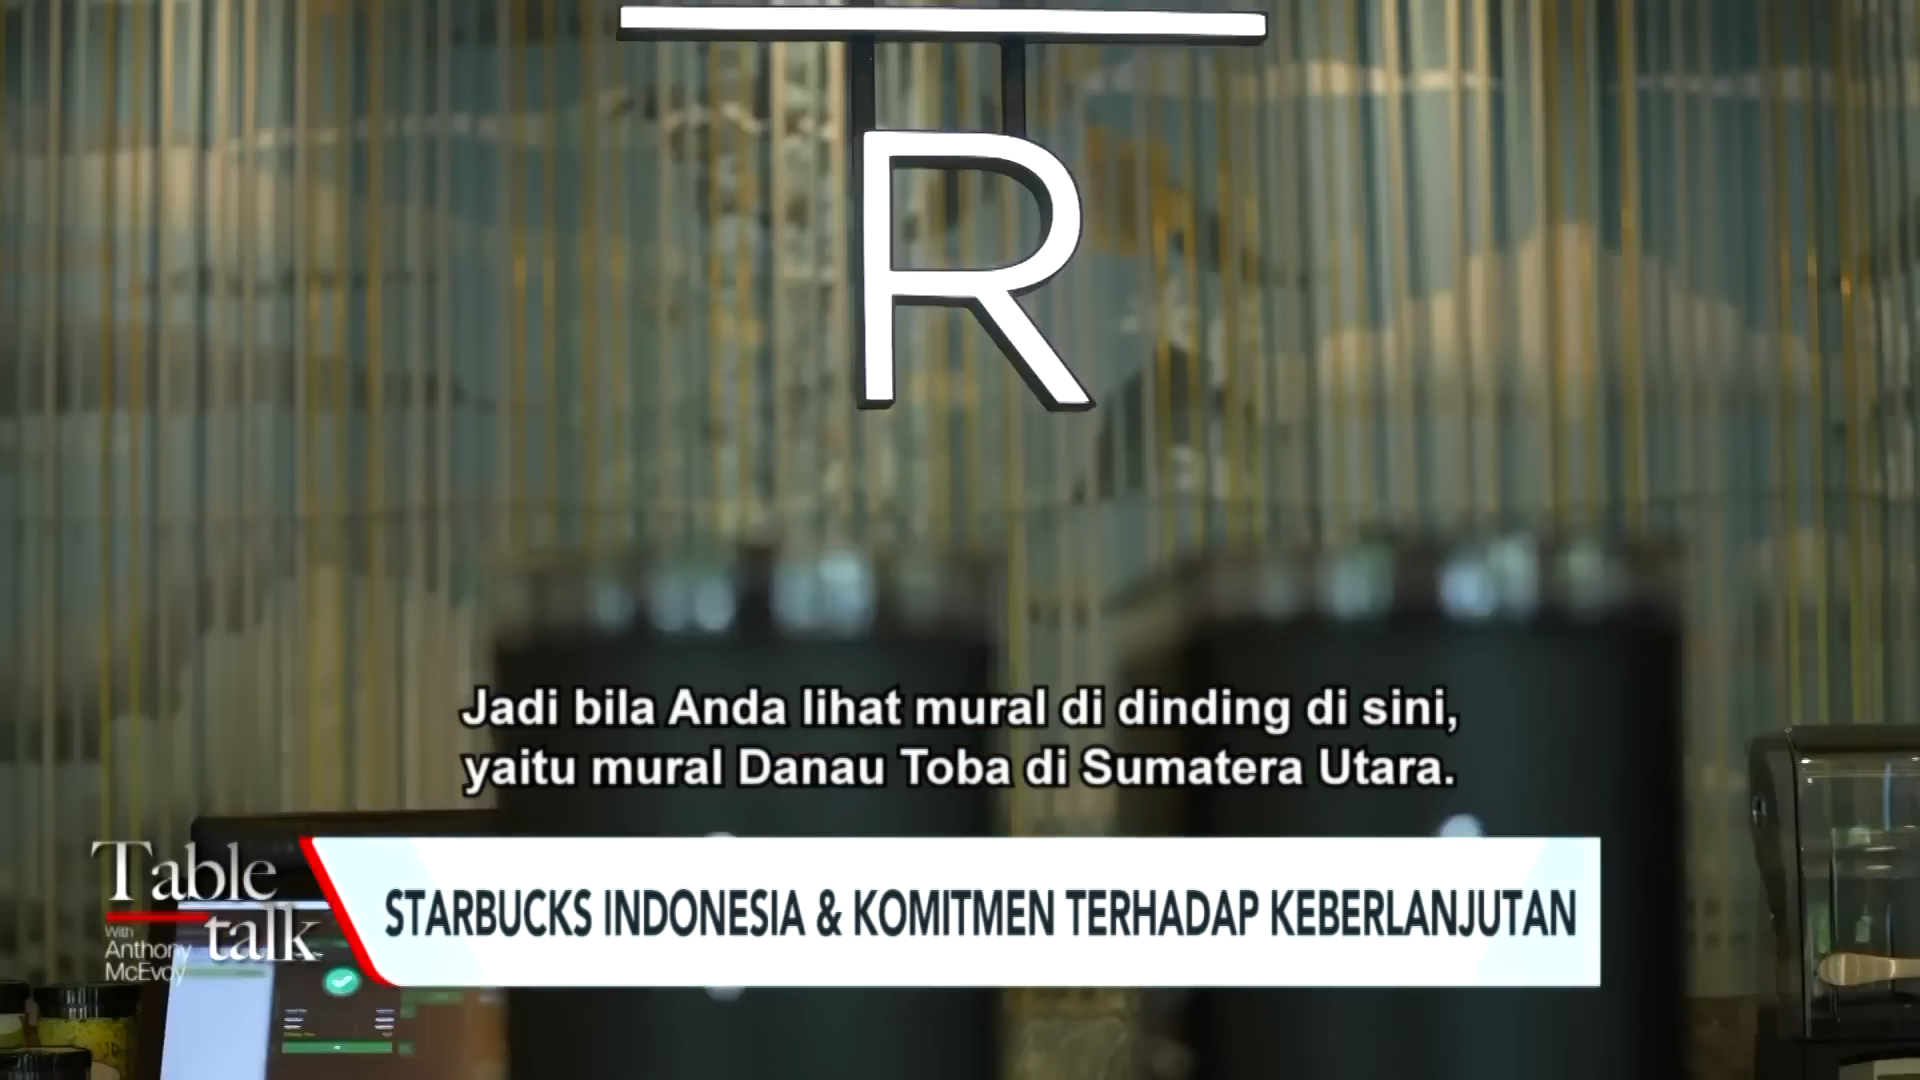 R
Jadi bila Anda lihat mural di dinding di sini,
yaitu mural Danau Toba di Sumatera Utara.
Table
talk
With
Anthony
McEvoy
STARBUCKS INDONESIA & KOMITMEN TERHADAP KEBERLANJUTAN